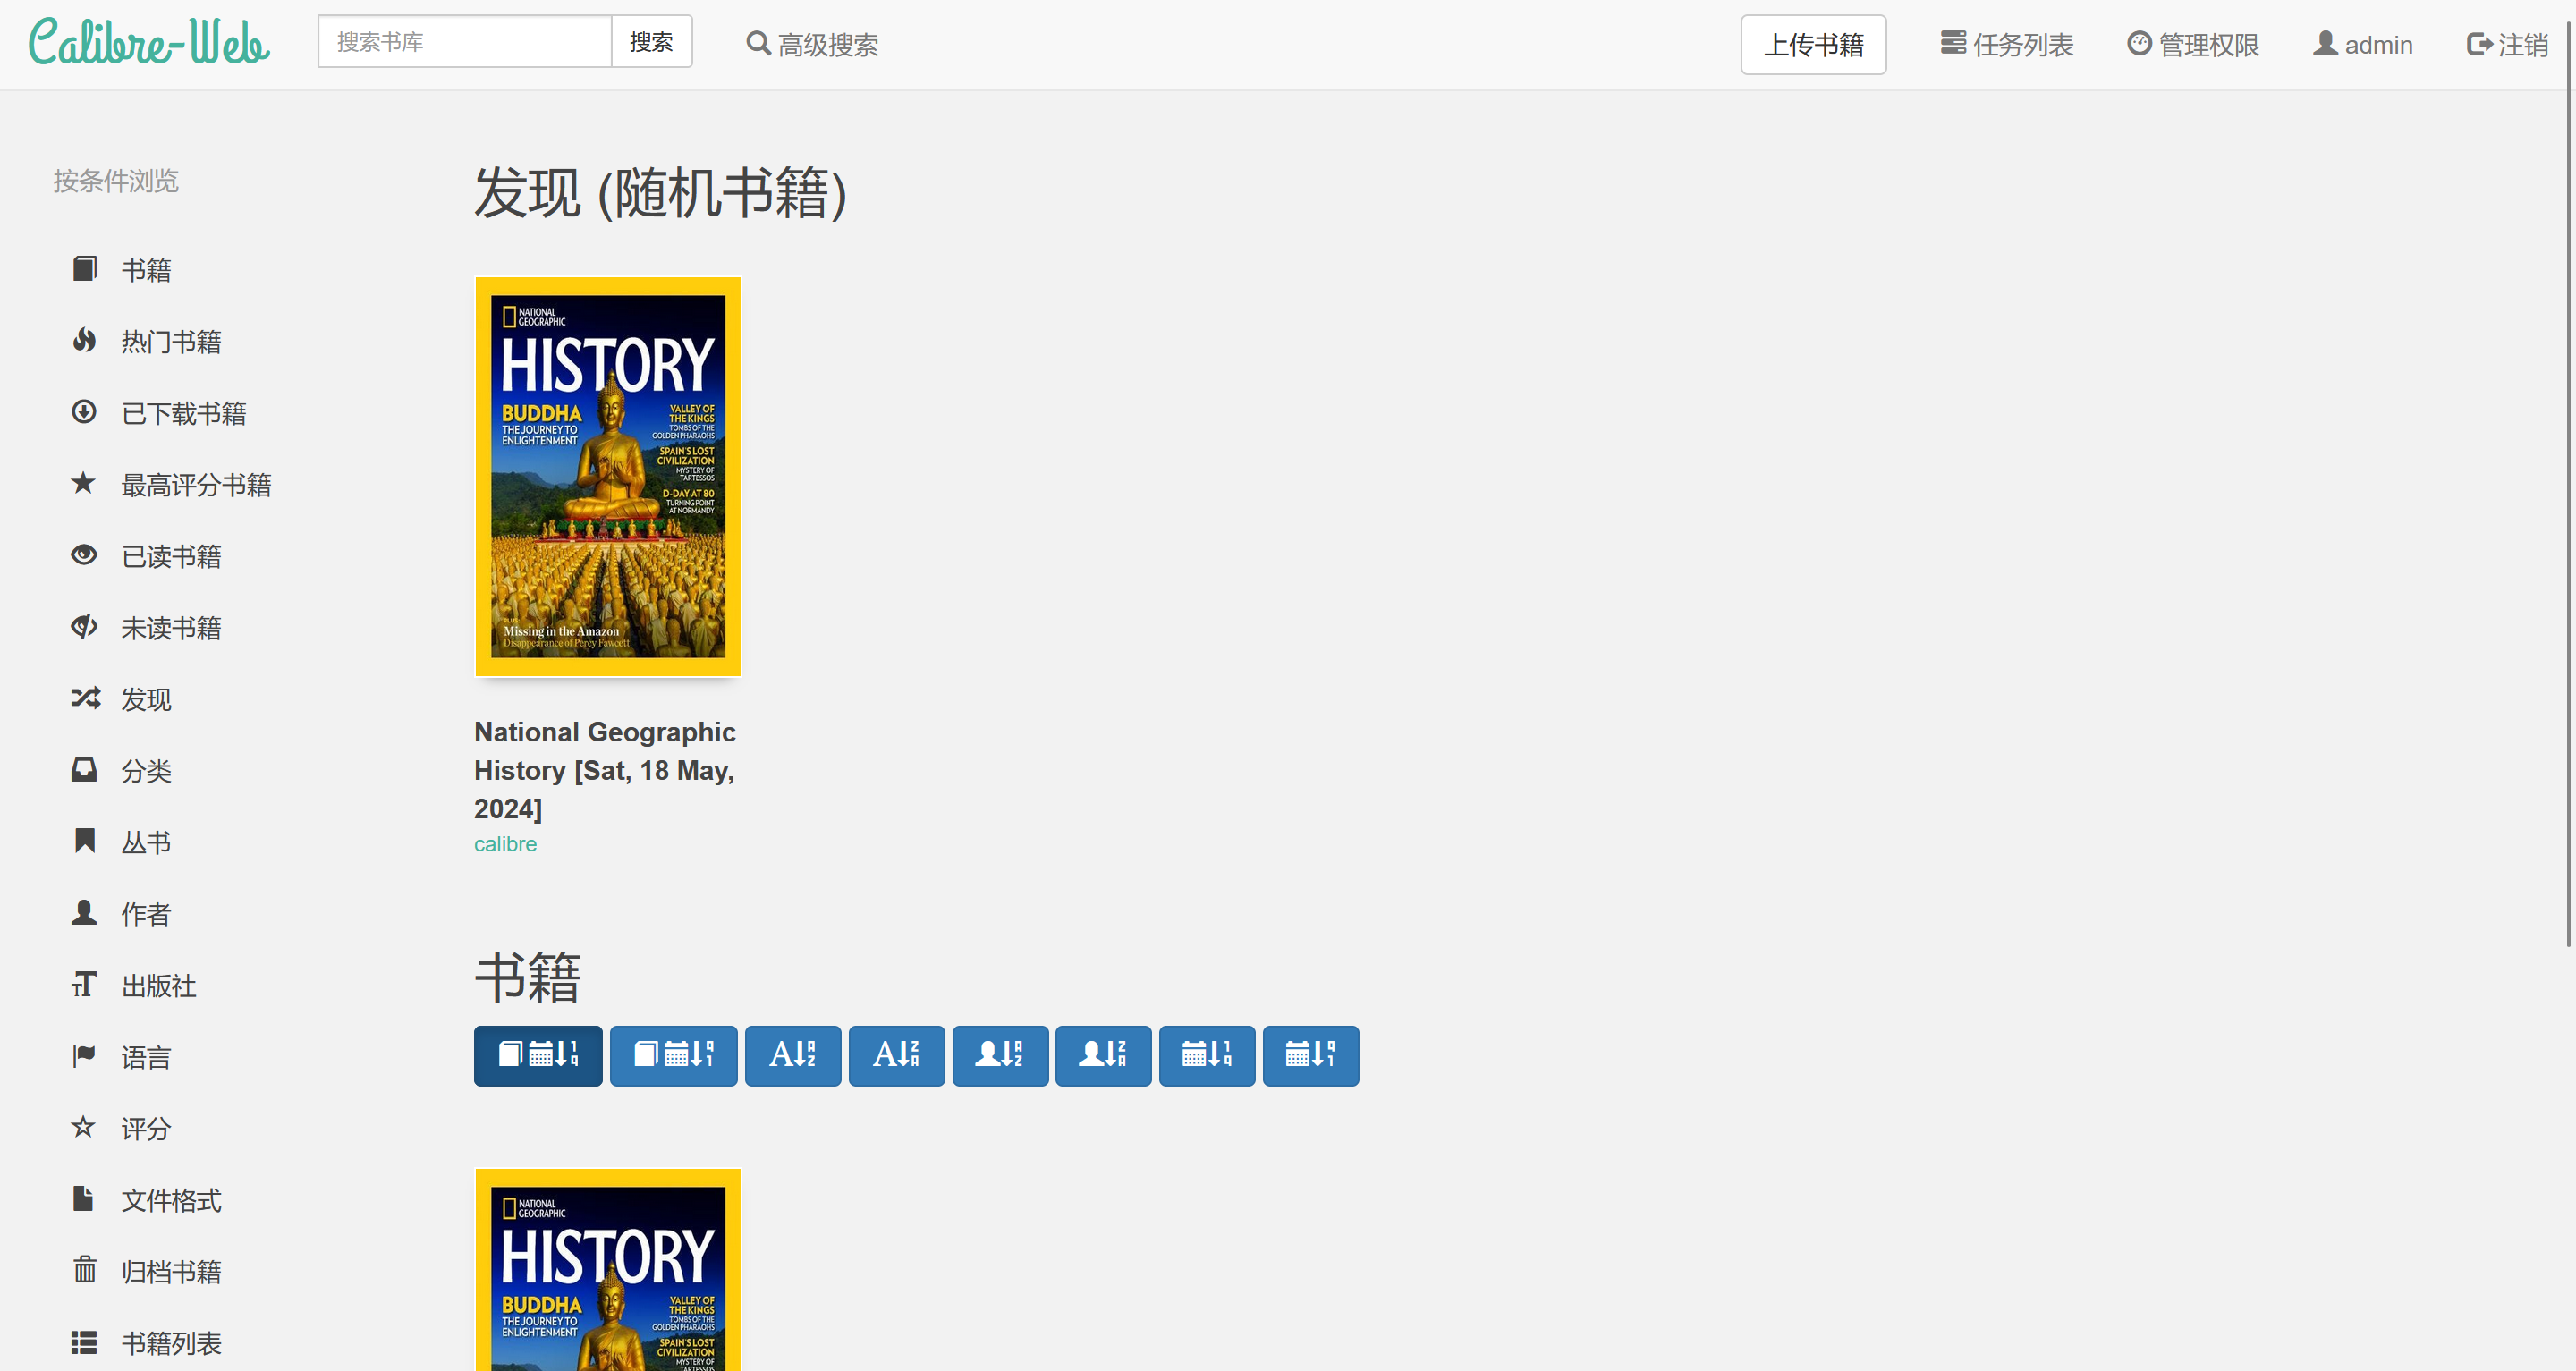 Calibre-Web
搜索书库
搜索
高级搜索
上传书籍
任务列表
管理权限
admin
注销
按条件浏览
书籍
热门书籍
已下载书籍
最高评分书籍
已读书籍
未读书籍
发现
分类
丛书
作者
出版社
语言
评分
文件格式
归档书籍
书籍列表
发现 (随机书籍)
NATIONAL
GEOGRAPHIC
HISTORY
BUDDHA
THE JOURNEY TO
ENLIGHTENMENT
VALLEY OF
THE KINGS
TOMBS OF THE
GOLDEN PHARAOHS
SPAIN'S LOST
CIVILIZATION
MYSTERY OF
TARTESSOS
D-DAY AT 80
TURNING POINT
AT NORMANDY
PLUS:
Missing in the Amazon
Disappearance of Percy Fawcett
National Geographic
History [Sat, 18 May,
2024]
calibre
书籍
NATIONAL
GEOGRAPHIC
HISTORY
BUDDHA
THE JOURNEY TO
ENLIGHTENMENT
VALLEY OF
THE KINGS
TOMBS OF THE
GOLDEN PHARAOHS
SPAIN'S LOST
CIVILIZATION
MYSTERY OF
TARTESSOS